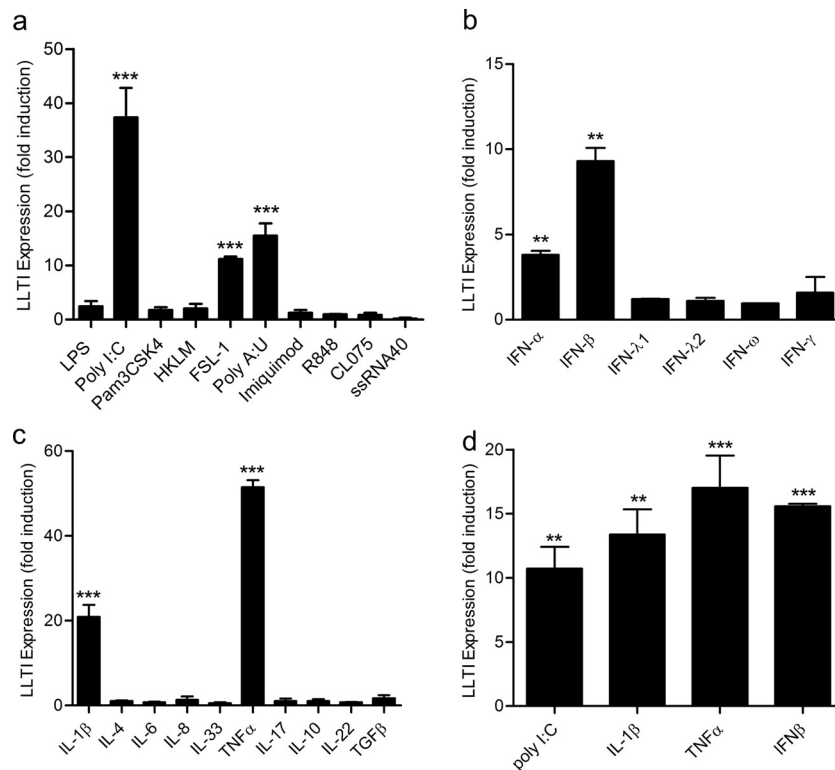 a
LLTI Expression (fold induction)
50
40
30
20
10
0
***
***
***
LPS
Poly I:C
Pam3CSK4
HKLM
FSL-1
Poly A:U
Imiquimod
R848
CL075
ssRNA40
b
LLTI Expression (fold induction)
15
10
5
0
**
**
IFN-α
IFN-β
IFN-λ1
IFN-λ2
IFN-ω
IFN-γ
c
LLTI Expression (fold induction)
60
40
20
0
***
***
IL-1β
IL-4
IL-6
IL-8
IL-33
TNFα
IL-17
IL-10
IL-22
TGFβ
d
LLTI Expression (fold induction)
20
15
10
5
0
**
**
***
***
poly I:C
IL-1β
TNFα
IFNβ